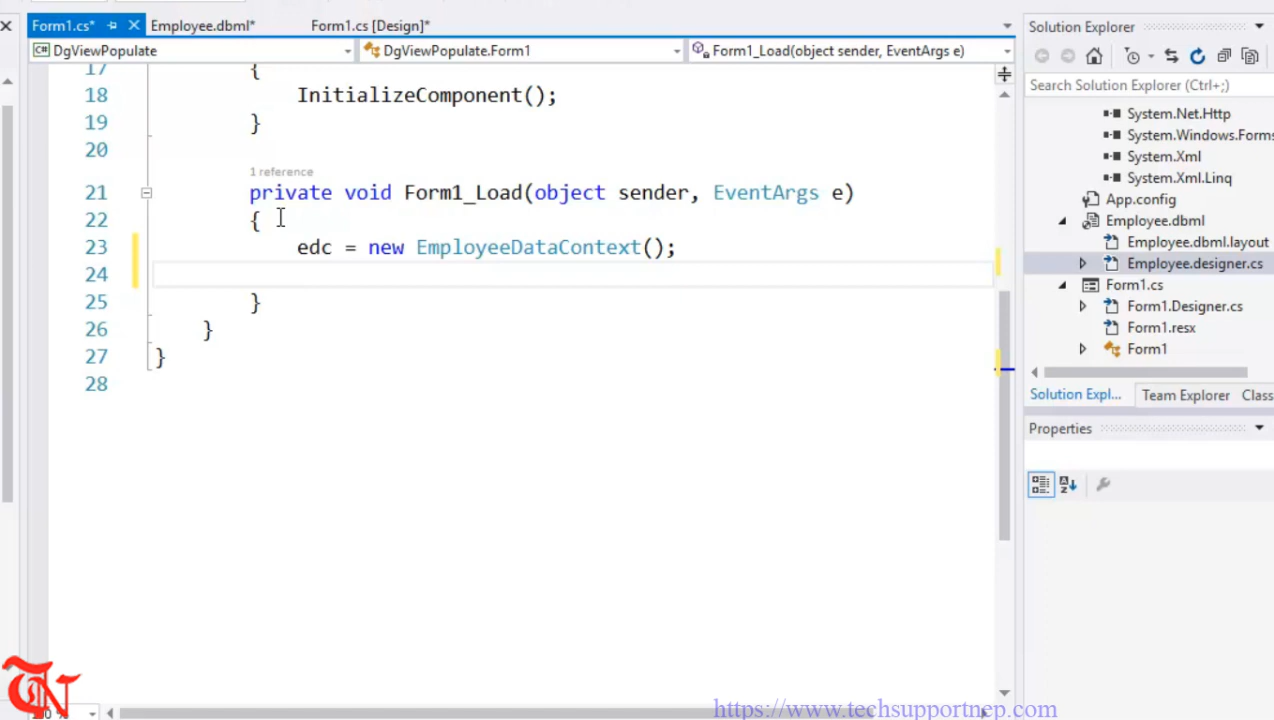 Form1.cs*
Employee.dbml*
Form1.cs [Design]*
DgViewPopulate
DgViewPopulate.Form1
Form1_Load(object sender, EventArgs e)
17 {
18 InitializeComponent();
19 }
20
1 reference
21 private void Form1_Load(object sender, EventArgs e)
22 {
23 edc = new EmployeeDataContext();
24
25 }
26 }
27 }
28
Solution Explorer
Search Solution Explorer (Ctrl+;)
System.Net.Http
System.Windows.Forms
System.Xml
System.Xml.Linq
App.config
Employee.dbml
Employee.dbml.layout
Employee.designer.cs
Form1.cs
Form1.Designer.cs
Form1.resx
Form1
Solution Expl...
Team Explorer
Class
Properties
TN
https://www.techsupportnep.com